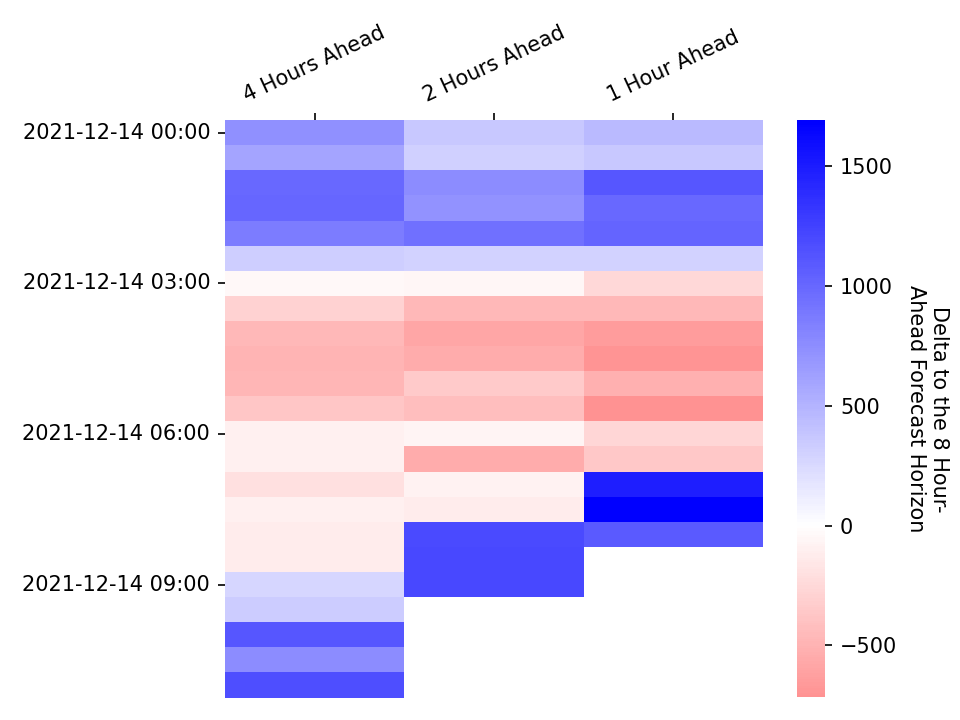 4 Hours Ahead
2 Hours Ahead
1 Hour Ahead
2021-12-14 00:00
2021-12-14 03:00
2021-12-14 06:00
2021-12-14 09:00
1500
1000
500
0
−500
Delta to the 8 Hour-
Ahead Forecast Horizon